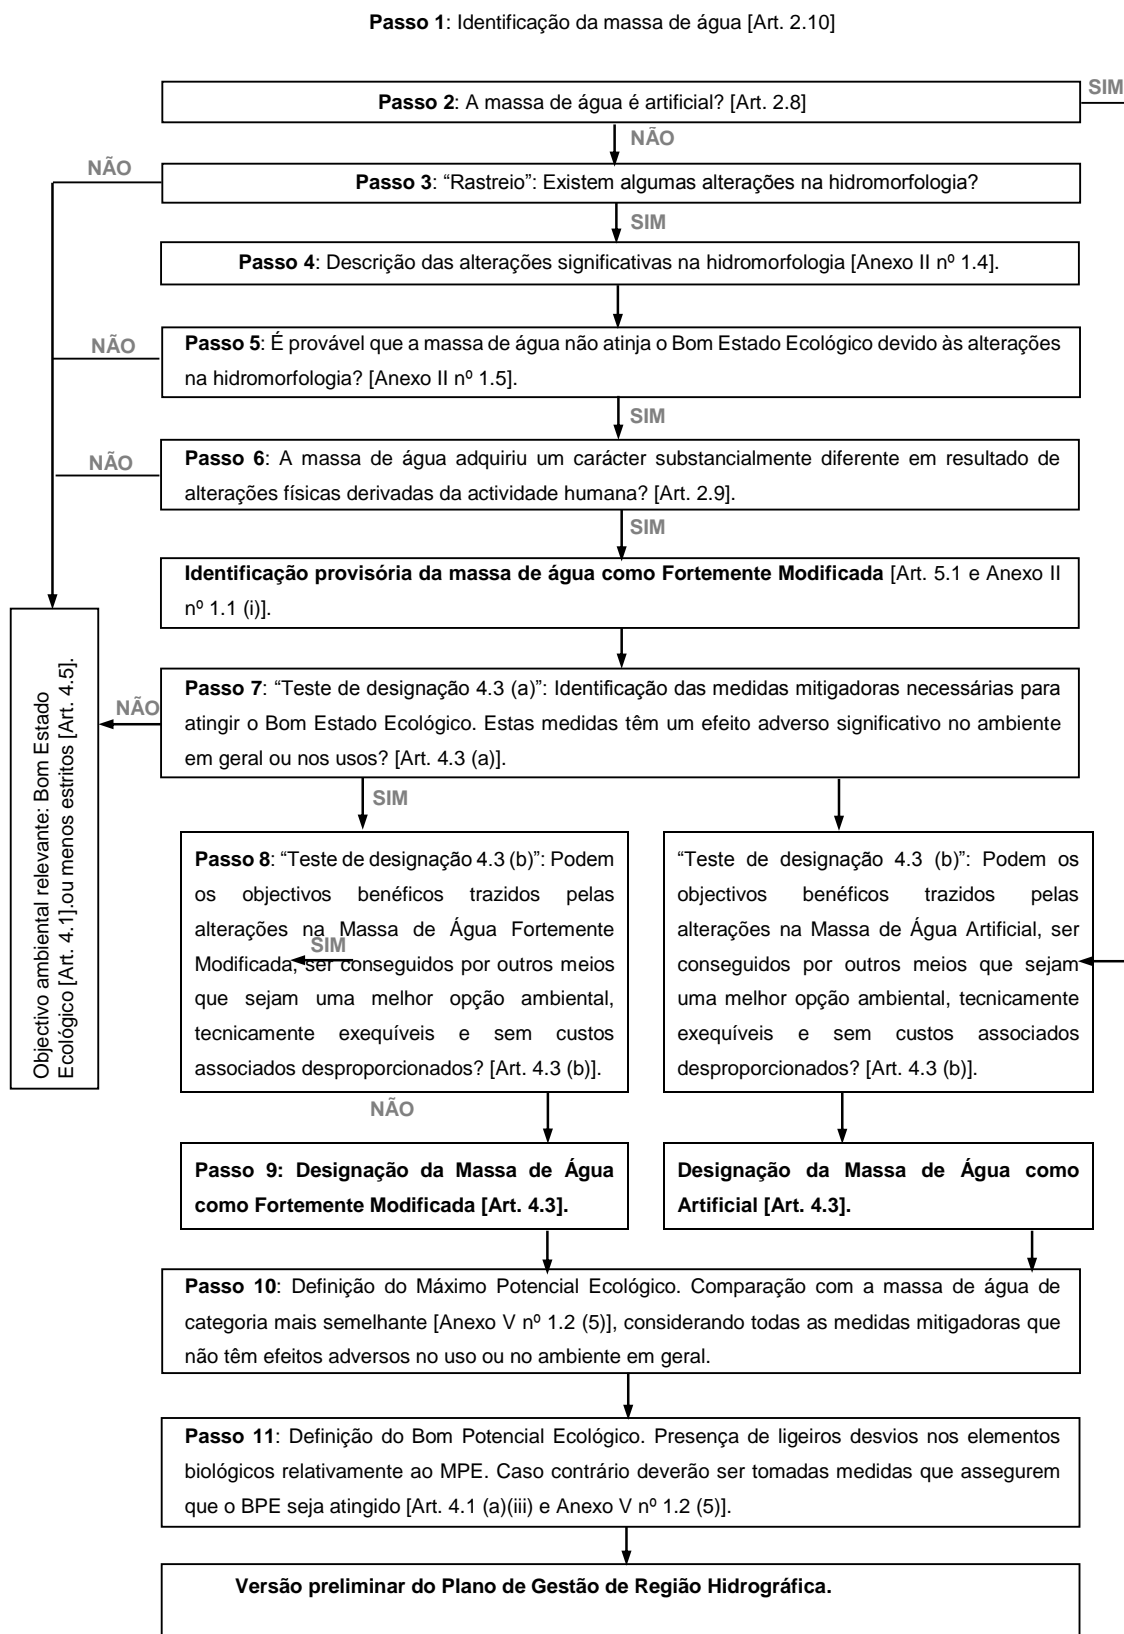 Passo 1: Identificação da massa de água [Art. 2.10]
SIM
Passo 2: A massa de água é artificial? [Art. 2.8]
NÃO
NÃO
Passo 3: “Rastreio”: Existem algumas alterações na hidromorfologia?
SIM
Passo 4: Descrição das alterações significativas na hidromorfologia [Anexo II nº 1.4].
NÃO
Passo 5: É provável que a massa de água não atinja o Bom Estado Ecológico devido às alterações
na hidromorfologia? [Anexo II nº 1.5].
SIM
NÃO
Passo 6: A massa de água adquiriu um carácter substancialmente diferente em resultado de
alterações físicas derivadas da actividade humana? [Art. 2.9].
SIM
Identificação provisória da massa de água como Fortemente Modificada [Art. 5.1 e Anexo II
nº 1.1 (i)].
Objectivo ambiental relevante: Bom Estado
Ecológico [Art. 4.1].ou menos estritos [Art. 4.5].
NÃO
Passo 7: “Teste de designação 4.3 (a)”: Identificação das medidas mitigadoras necessárias para
atingir o Bom Estado Ecológico. Estas medidas têm um efeito adverso significativo no ambiente
em geral ou nos usos? [Art. 4.3 (a)].
SIM
Passo 8: “Teste de designação 4.3 (b)”: Podem
os objectivos benéficos trazidos pelas
alterações na Massa de Água Fortemente
SIM
Modificada, ser conseguidos por outros meios
que sejam uma melhor opção ambiental,
tecnicamente exequíveis e sem custos
associados desproporcionados? [Art. 4.3 (b)].
“Teste de designação 4.3 (b)”: Podem os
objectivos benéficos trazidos pelas
alterações na Massa de Água Artificial, ser
conseguidos por outros meios que sejam
uma melhor opção ambiental, tecnicamente
exequíveis e sem custos associados
desproporcionados? [Art. 4.3 (b)].
NÃO
Passo 9: Designação da Massa de Água
como Fortemente Modificada [Art. 4.3].
Designação da Massa de Água como
Artificial [Art. 4.3].
Passo 10: Definição do Máximo Potencial Ecológico. Comparação com a massa de água de
categoria mais semelhante [Anexo V nº 1.2 (5)], considerando todas as medidas mitigadoras que
não têm efeitos adversos no uso ou no ambiente em geral.
Passo 11: Definição do Bom Potencial Ecológico. Presença de ligeiros desvios nos elementos
biológicos relativamente ao MPE. Caso contrário deverão ser tomadas medidas que assegurem
que o BPE seja atingido [Art. 4.1 (a)(iii) e Anexo V nº 1.2 (5)].
Versão preliminar do Plano de Gestão de Região Hidrográfica.